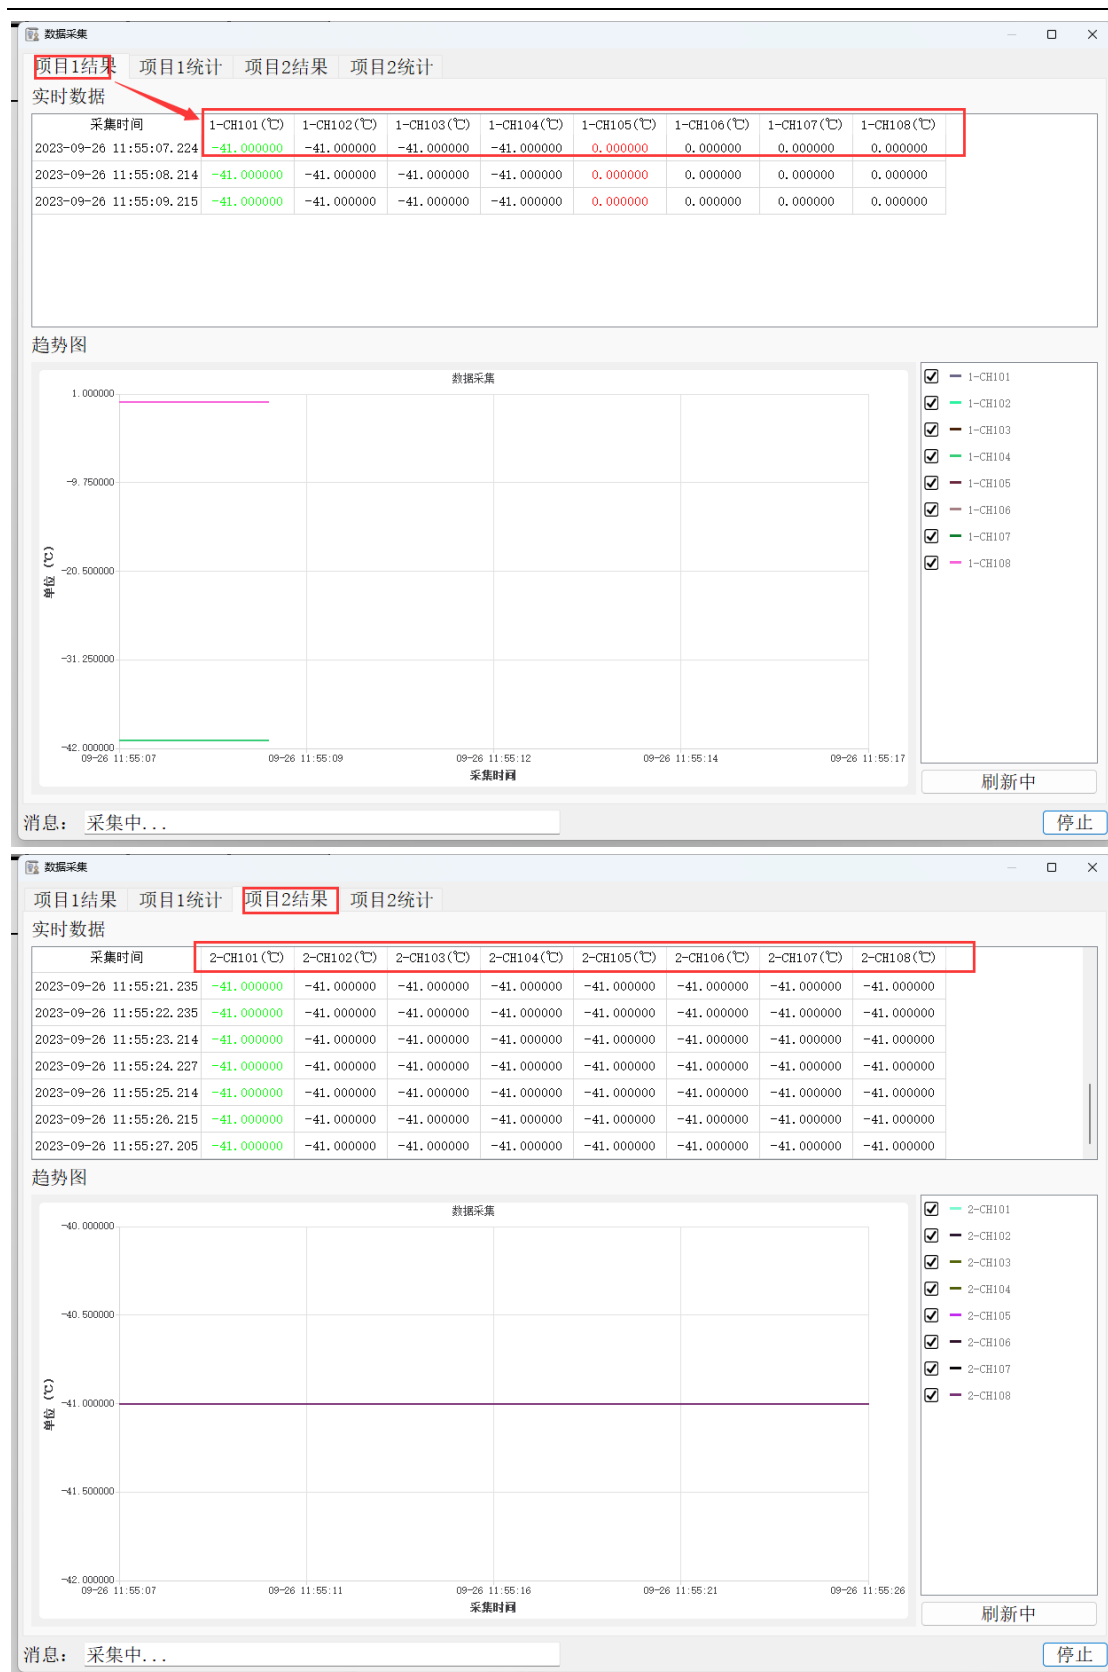 数据采集
项目1结果 项目1统计 项目2结果 项目2统计
实时数据
采集时间 1-CH101(℃) 1-CH102(℃) 1-CH103(℃) 1-CH104(℃) 1-CH105(℃) 1-CH106(℃) 1-CH107(℃) 1-CH108(℃)
2023-09-26 11:55:07.224 -41.000000 -41.000000 -41.000000 -41.000000 0.000000 0.000000 0.000000 0.000000
2023-09-26 11:55:08.214 -41.000000 -41.000000 -41.000000 -41.000000 0.000000 0.000000 0.000000 0.000000
2023-09-26 11:55:09.215 -41.000000 -41.000000 -41.000000 -41.000000 0.000000 0.000000 0.000000 0.000000
趋势图
数据采集
1.000000
-9.750000
-20.500000
-31.250000
-42.000000
单位 (℃)
09-26 11:55:07 09-26 11:55:09 09-26 11:55:12 09-26 11:55:14 09-26 11:55:17
采集时间
1-CH101
1-CH102
1-CH103
1-CH104
1-CH105
1-CH106
1-CH107
1-CH108
刷新中
消息: 采集中... 停止
数据采集
项目1结果 项目1统计 项目2结果 项目2统计
实时数据
采集时间 2-CH101(℃) 2-CH102(℃) 2-CH103(℃) 2-CH104(℃) 2-CH105(℃) 2-CH106(℃) 2-CH107(℃) 2-CH108(℃)
2023-09-26 11:55:21.235 -41.000000 -41.000000 -41.000000 -41.000000 -41.000000 -41.000000 -41.000000 -41.000000
2023-09-26 11:55:22.235 -41.000000 -41.000000 -41.000000 -41.000000 -41.000000 -41.000000 -41.000000 -41.000000
2023-09-26 11:55:23.214 -41.000000 -41.000000 -41.000000 -41.000000 -41.000000 -41.000000 -41.000000 -41.000000
2023-09-26 11:55:24.227 -41.000000 -41.000000 -41.000000 -41.000000 -41.000000 -41.000000 -41.000000 -41.000000
2023-09-26 11:55:25.214 -41.000000 -41.000000 -41.000000 -41.000000 -41.000000 -41.000000 -41.000000 -41.000000
2023-09-26 11:55:26.215 -41.000000 -41.000000 -41.000000 -41.000000 -41.000000 -41.000000 -41.000000 -41.000000
2023-09-26 11:55:27.205 -41.000000 -41.000000 -41.000000 -41.000000 -41.000000 -41.000000 -41.000000 -41.000000
趋势图
数据采集
-40.000000
-40.500000
-41.000000
-41.500000
-42.000000
单位 (℃)
09-26 11:55:07 09-26 11:55:11 09-26 11:55:16 09-26 11:55:21 09-26 11:55:26
采集时间
2-CH101
2-CH102
2-CH103
2-CH104
2-CH105
2-CH106
2-CH107
2-CH108
刷新中
消息: 采集中... 停止